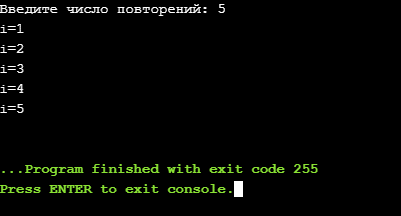 Введите число повторений: 5
i=1
i=2
i=3
i=4
i=5
...Program finished with exit code 255
Press ENTER to exit console.